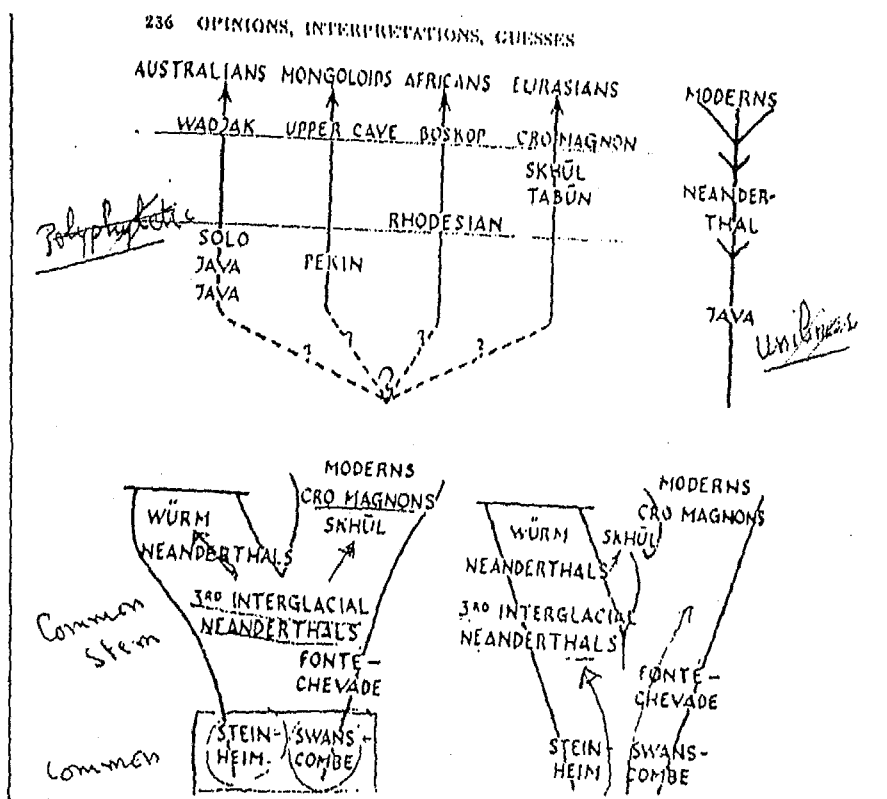 236 OPINIONS, INTERPRETATIONS, GUESSES
AUSTRALIANS MONGOLOIDS AFRICANS EURASIANS
WADJAK UPPER CAVE BOSKOP CRO MAGNON
SKHŪL
TABŪN
RHODESIAN
Polyphyletic
SOLO
JAVA
JAVA
PEKIN
? ? ? ?
?
MODERNS
NEANDER-
THAL
JAVA
Unilinear
MODERNS
CRO MAGNONS
SKHŪL
WÜRM
NEANDERTHALS
3RD INTERGLACIAL
NEANDERTHALS
FONTE-
CHEVADE
STEIN-
HEIM
SWANS-
COMBE
Common
Stem
Common
MODERNS
CRO MAGNONS
SKHŪL
WÜRM
NEANDERTHALS
3RD INTERGLACIAL
NEANDERTHALS
FONTE-
CHEVADE
STEIN
HEIM
SWANS-
COMBE